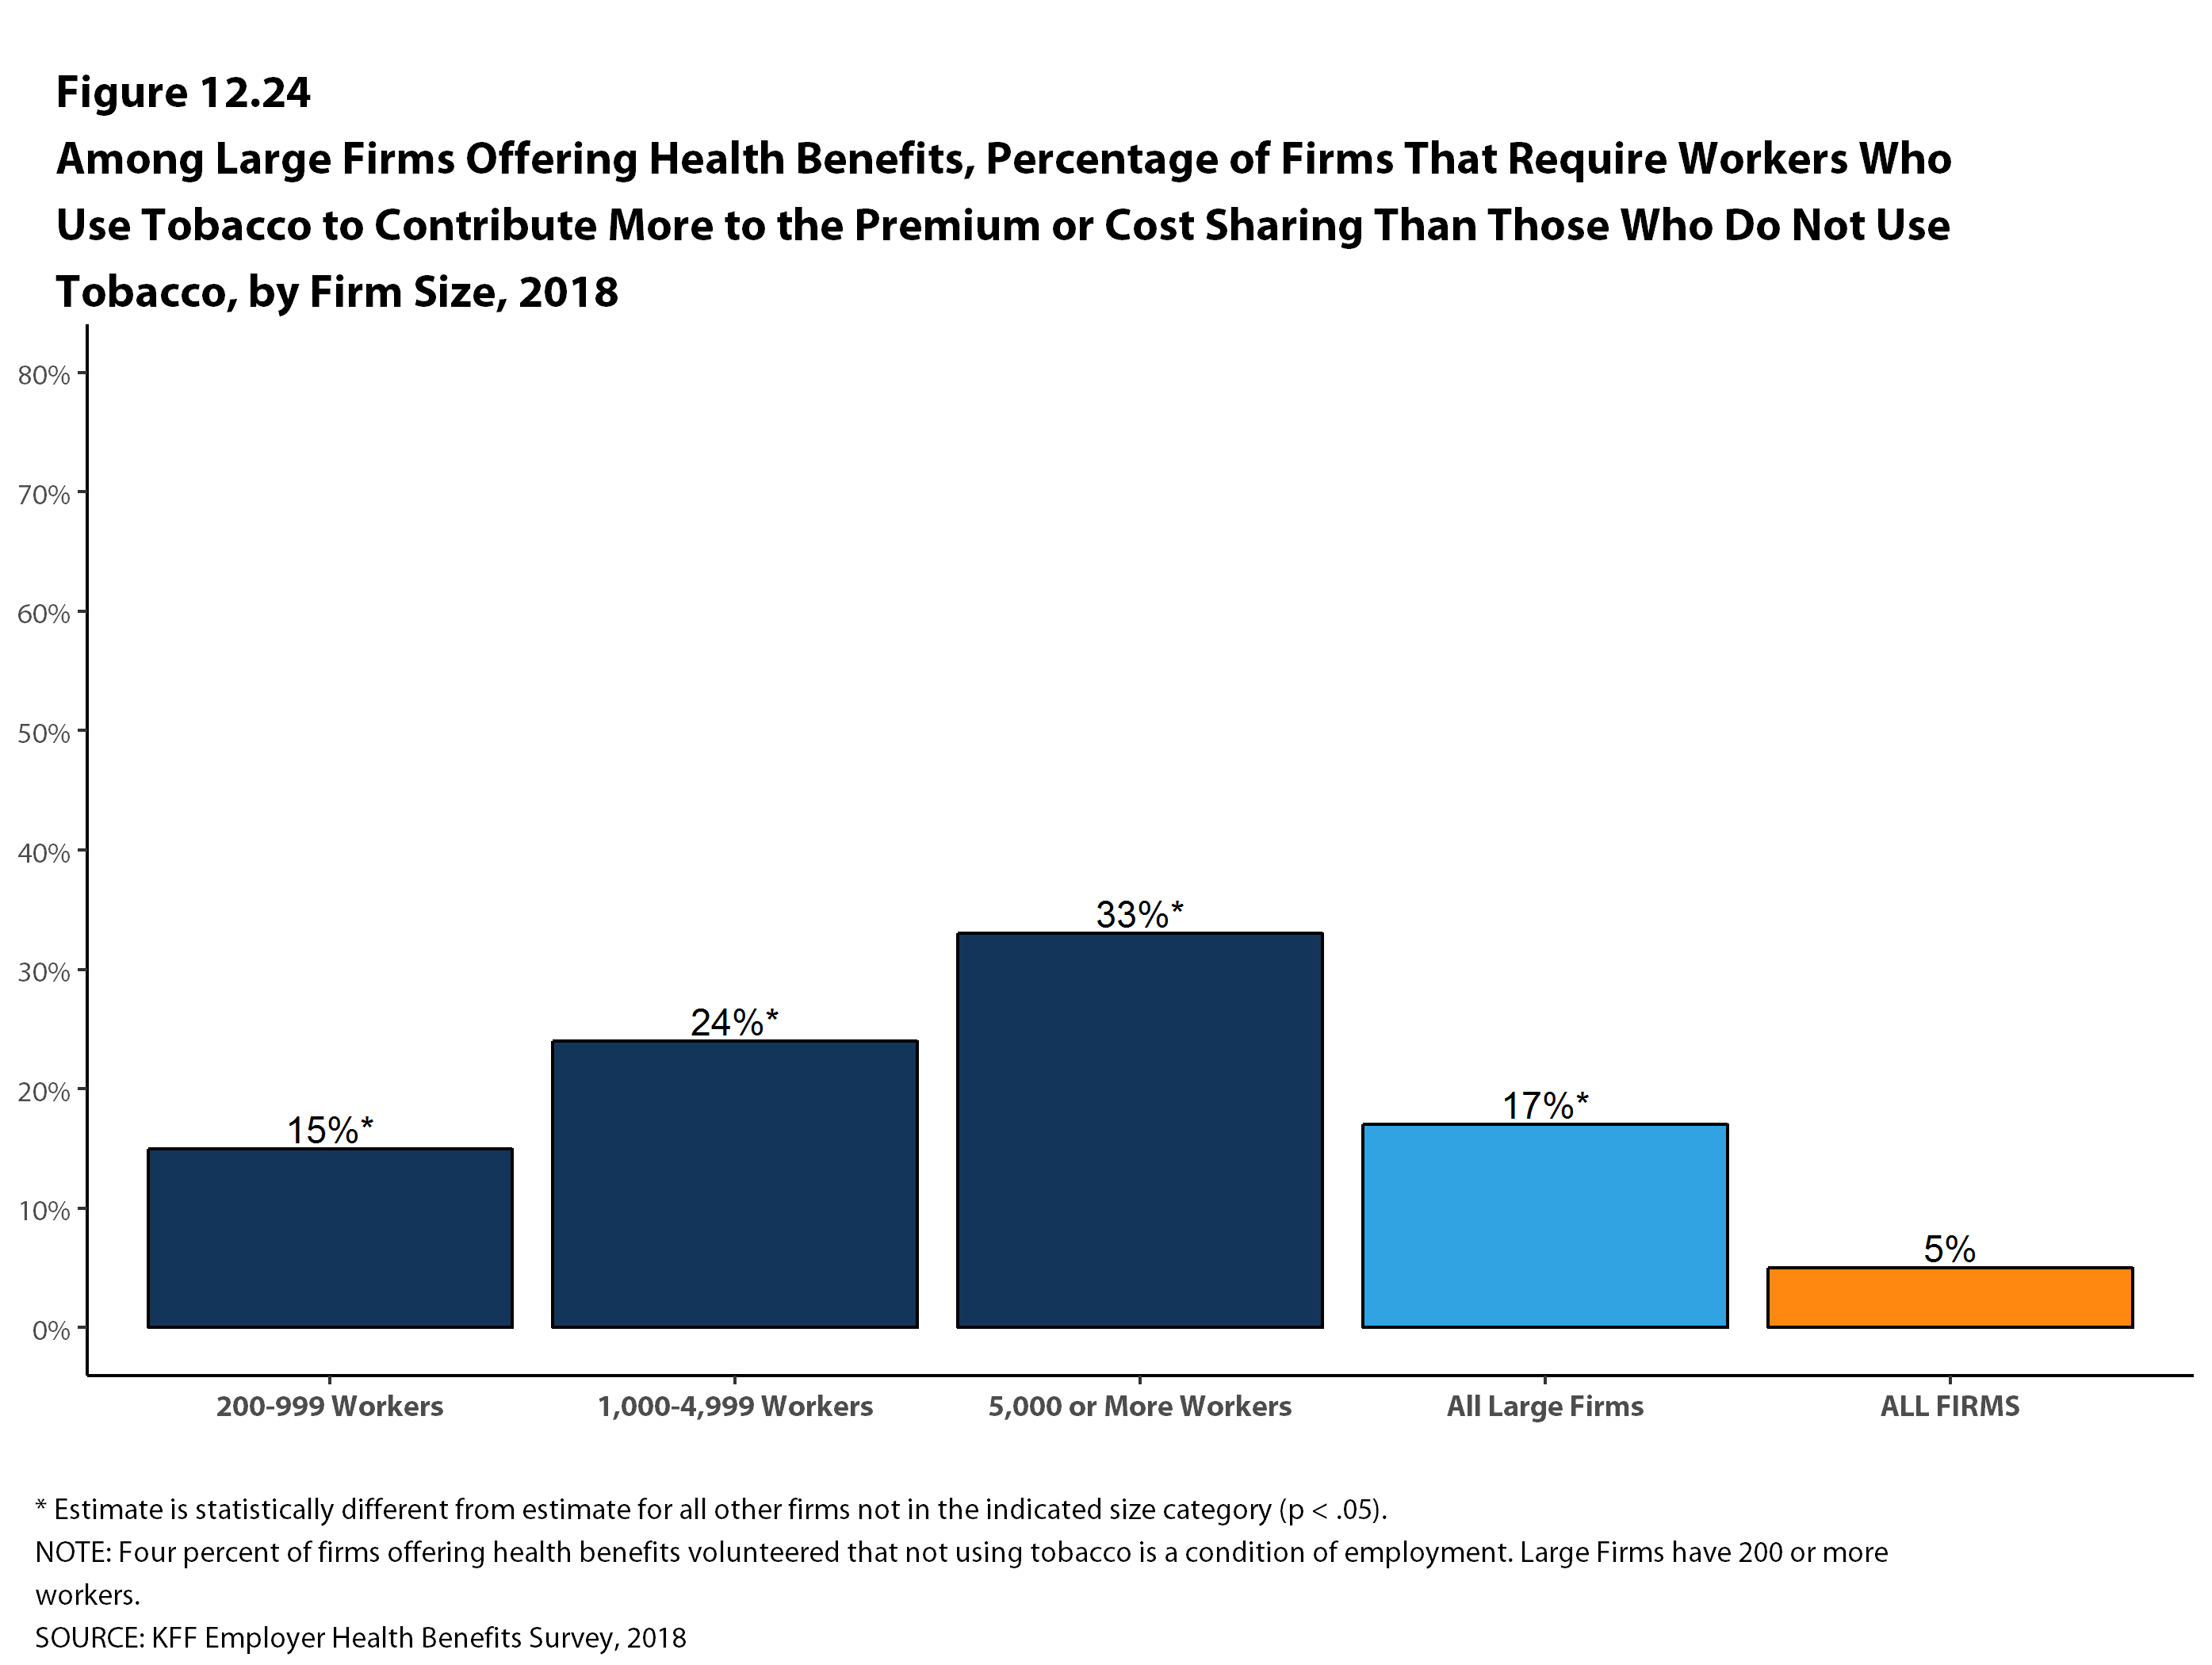 Figure 12.24
Among Large Firms Offering Health Benefits, Percentage of Firms That Require Workers Who
Use Tobacco to Contribute More to the Premium or Cost Sharing Than Those Who Do Not Use
Tobacco, by Firm Size, 2018
80%
70%
60%
50%
40%
30%
20%
10%
0%
15%*
24%*
33%*
17%*
5%
200-999 Workers
1,000-4,999 Workers
5,000 or More Workers
All Large Firms
ALL FIRMS
* Estimate is statistically different from estimate for all other firms not in the indicated size category (p < .05).
NOTE: Four percent of firms offering health benefits volunteered that not using tobacco is a condition of employment. Large Firms have 200 or more
workers.
SOURCE: KFF Employer Health Benefits Survey, 2018